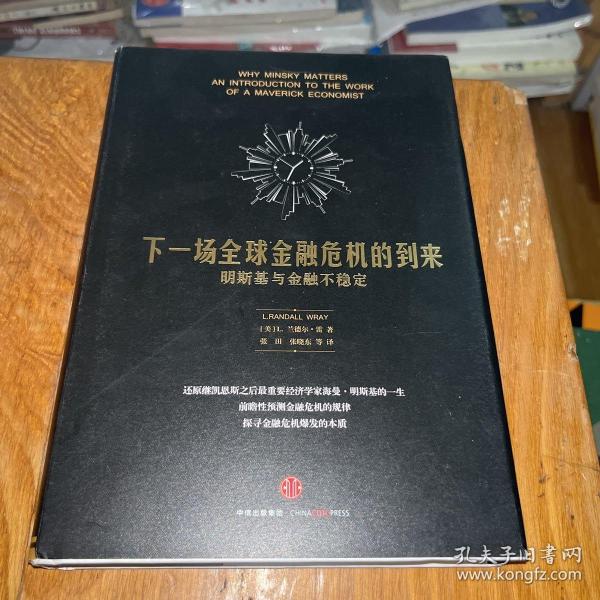 WHY MINSKY MATTERS
AN INTRODUCTION TO THE WORK
OF A MAVERICK ECONOMIST
下一场全球金融危机的到来
明斯基与金融不稳定
L.RANDALL WRAY
[美] L. 兰德尔·雷 著
张田 张晓东 等 译
还原继凯恩斯之后最重要经济学家海曼·明斯基的一生
前瞻性预测金融危机的规律
探寻金融危机爆发的本质
中信出版集团·CHINACITICPRESS
孔夫子旧書网
www.kongfz.com